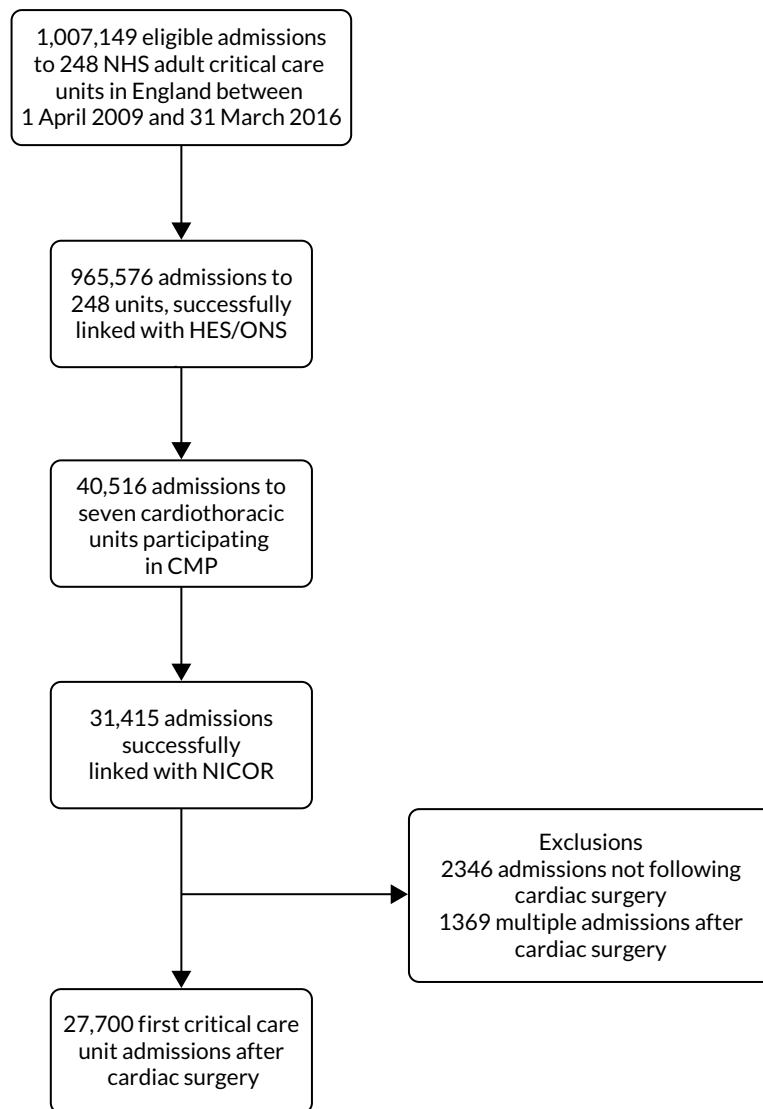 1,007,149 eligible admissions
to 248 NHS adult critical care
units in England between
1 April 2009 and 31 March 2016
965,576 admissions to
248 units, successfully
linked with HES/ONS
40,516 admissions to
seven cardiothoracic
units participating
in CMP
31,415 admissions
successfully
linked with NICOR
Exclusions
2346 admissions not following
cardiac surgery
1369 multiple admissions after
cardiac surgery
27,700 first critical care
unit admissions after
cardiac surgery